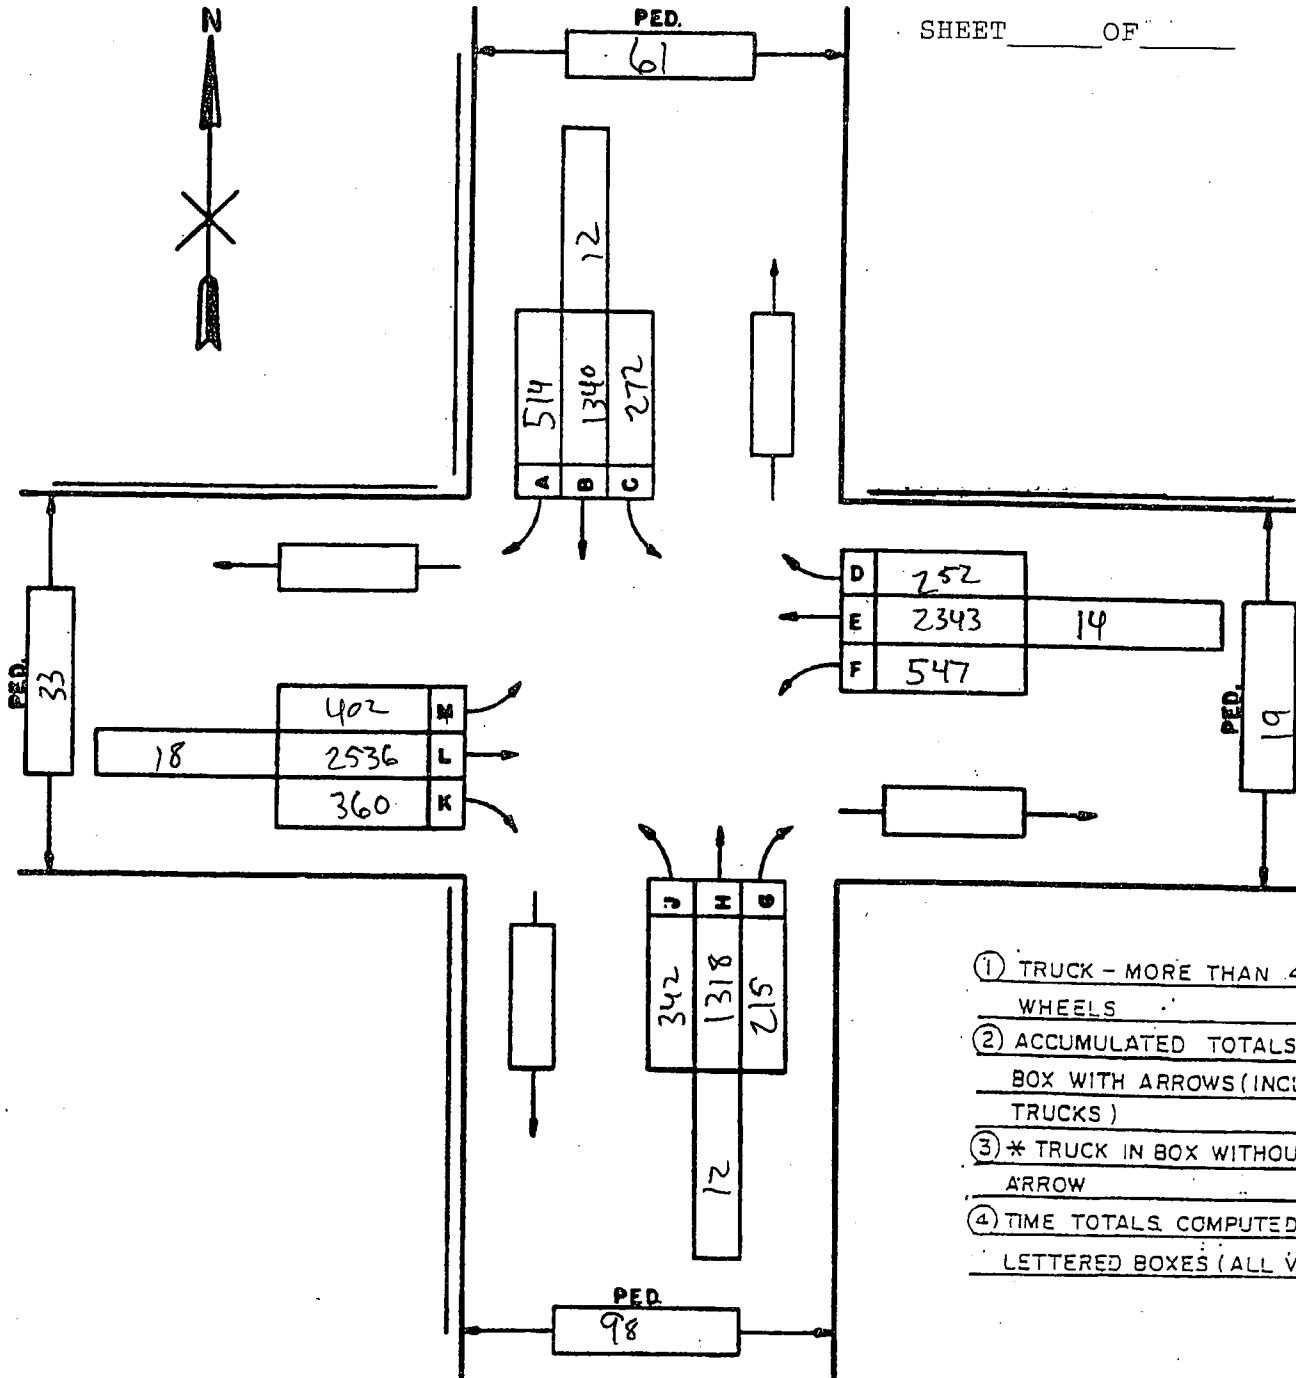 N
PED.
61
SHEET OF
12
514 1340 272
A B C
D 252
E 2343 14
F 547
PED.
33
402 M
18 2536 L
360 K
PED.
19
J H G
342 1318 215
12
① TRUCK - MORE THAN 4
WHEELS
② ACCUMULATED TOTALS
BOX WITH ARROWS (INCL
TRUCKS)
③ * TRUCK IN BOX WITHOU
ARROW
④ TIME TOTALS COMPUTED
LETTERED BOXES (ALL V
PED.
98